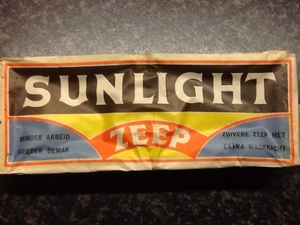 SUNLIGHT
ZEEP
MINDER ARBEID
GROTER GEMAK
ZUIVERE ZEEP MET
EXTRA WASKRACHT